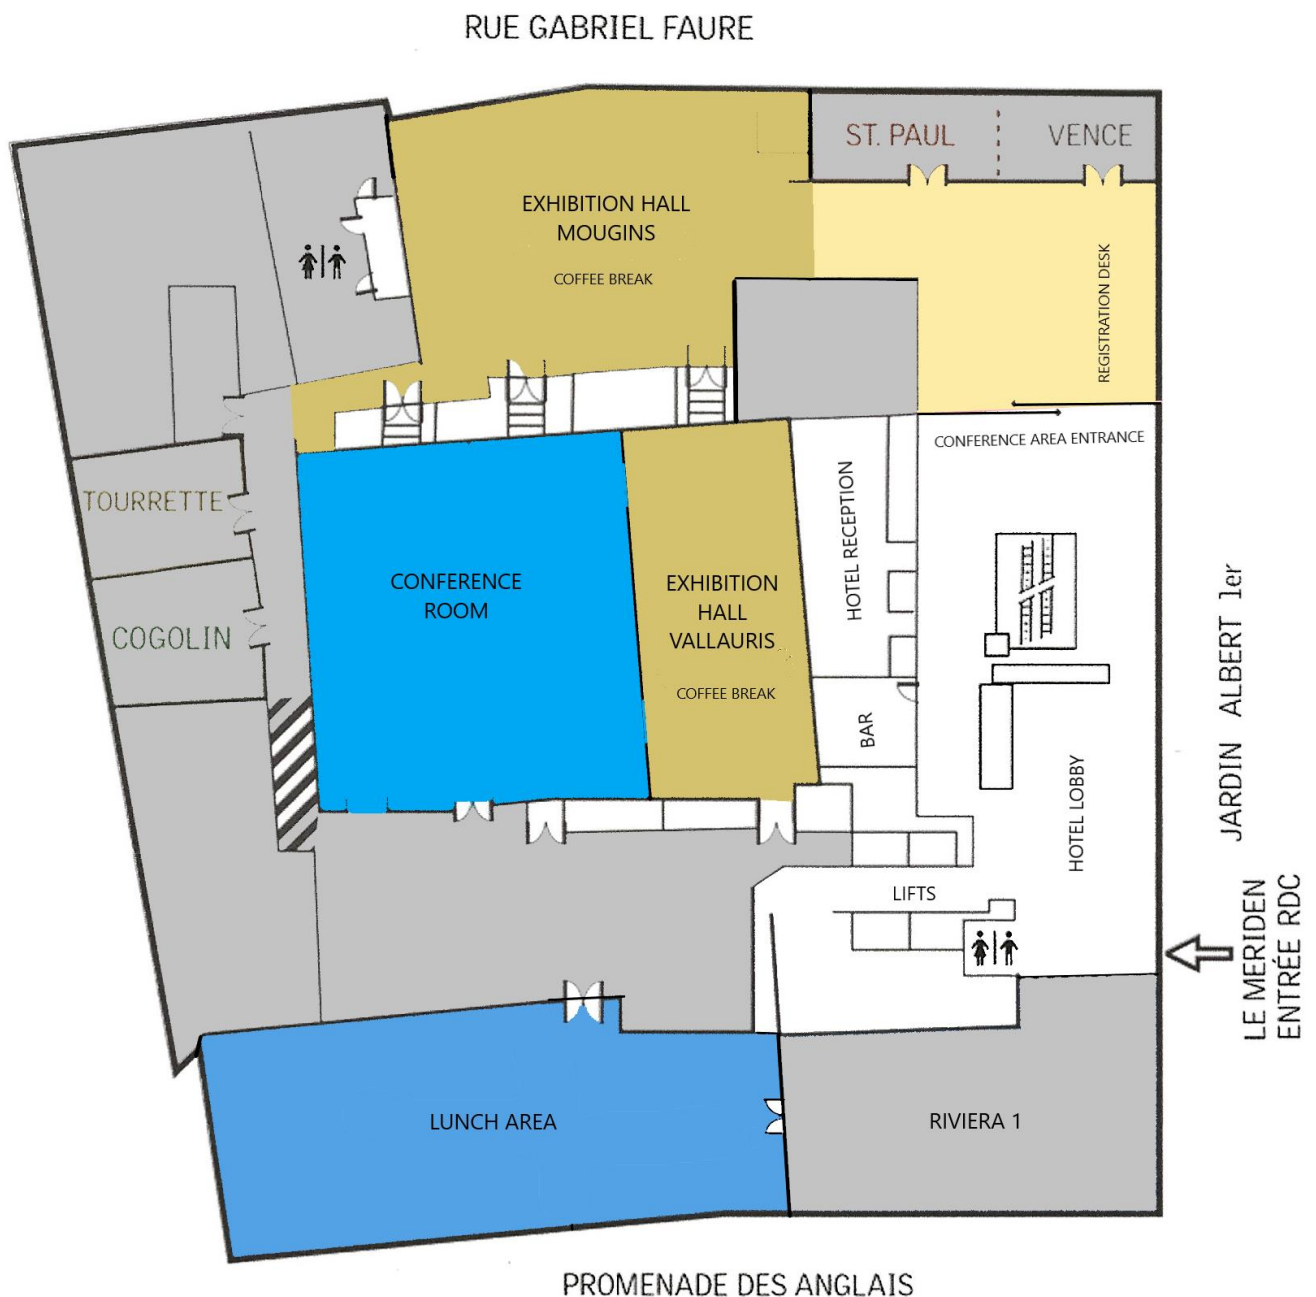 RUE GABRIEL FAURE
ST. PAUL
VENCE
EXHIBITION HALL
MOUGINS
COFFEE BREAK
REGISTRATION DESK
CONFERENCE AREA ENTRANCE
TOURRETTE
HOTEL RECEPTION
CONFERENCE
ROOM
EXHIBITION
HALL
VALLAURIS
COFFEE BREAK
COGOLIN
BAR
HOTEL LOBBY
JARDIN ALBERT 1er
LIFTS
LE MERIDEN
ENTRÉE RDC
LUNCH AREA
RIVIERA 1
PROMENADE DES ANGLAIS